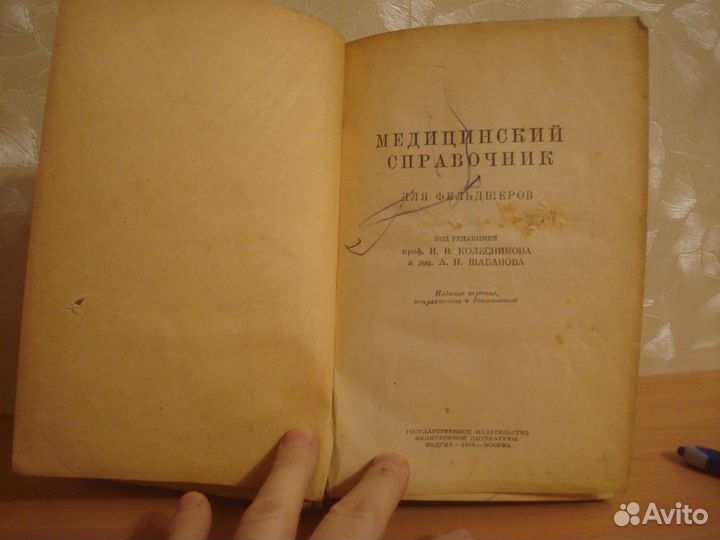 МЕДИЦИНСКИЙ
СПРАВОЧНИК
ДЛЯ ФЕЛЬДШЕРОВ
ПОД РЕДАКЦИЕЙ
проф. И. В. КОЛЕСНИКОВА
и доц. А. Н. ШАБАНОВА
Издание третье,
исправленное и дополненное
ГОСУДАРСТВЕННОЕ ИЗДАТЕЛЬСТВО
МЕДИЦИНСКОЙ ЛИТЕРАТУРЫ
МЕДГИЗ — МОСКВА
Avito